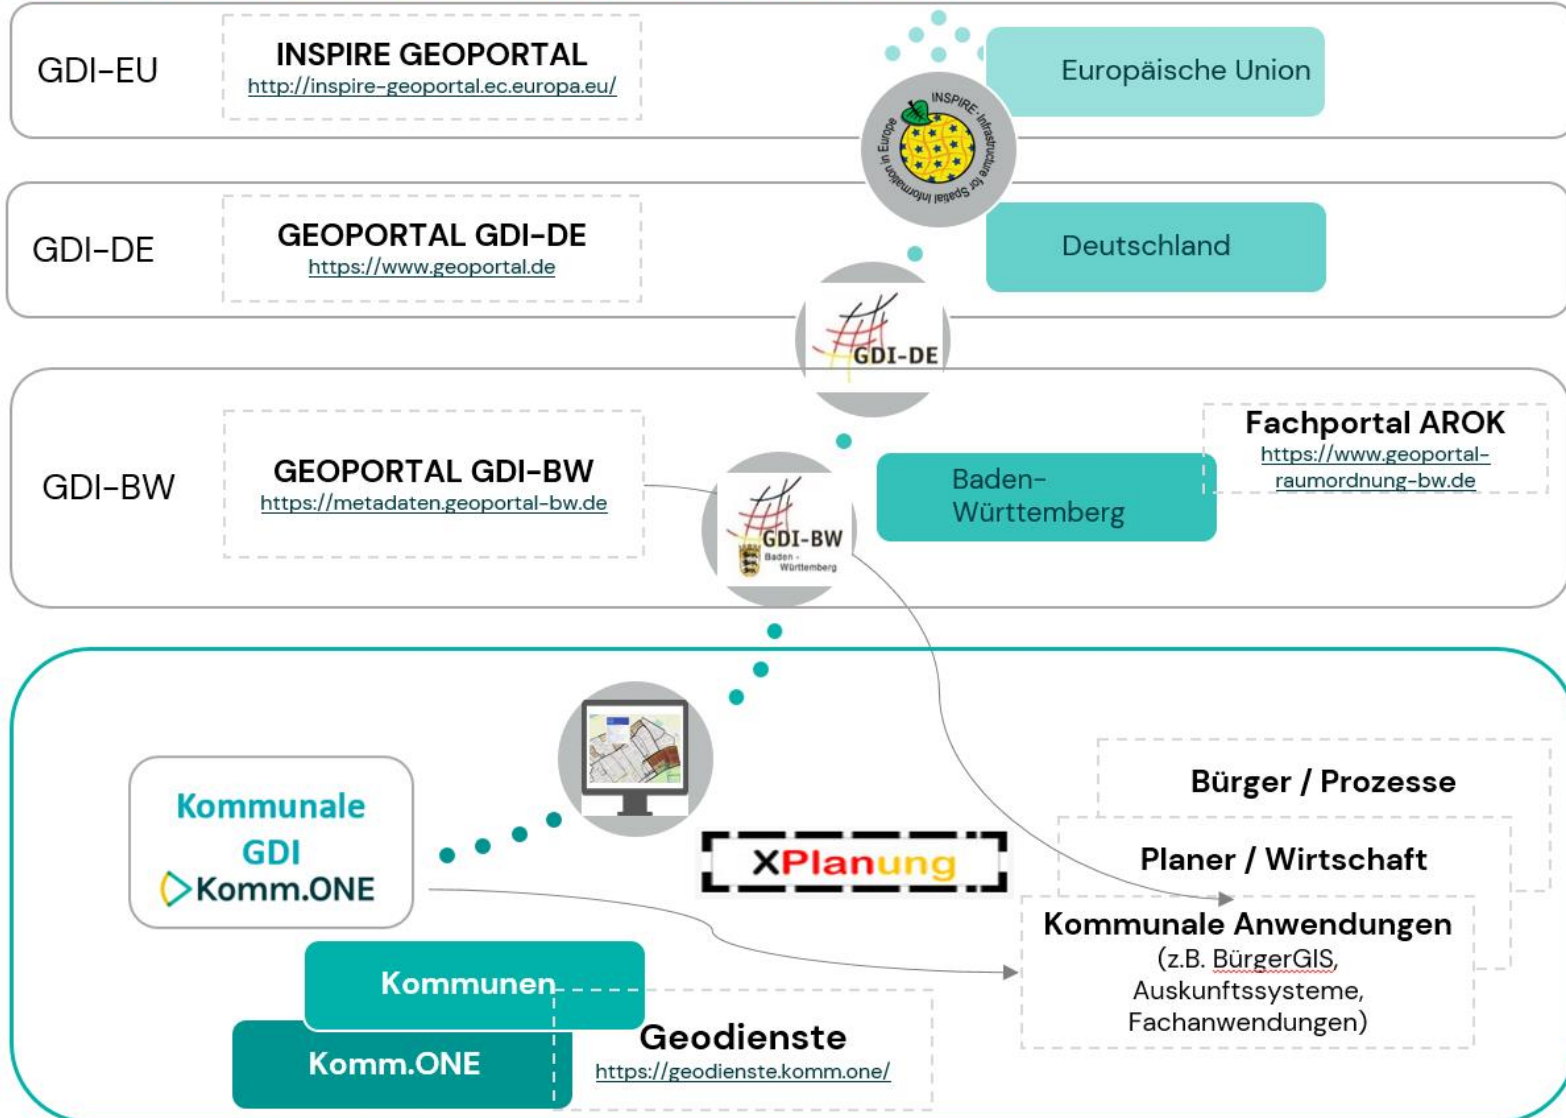 GDI-EU
INSPIRE GEOPORTAL
http://inspire-geoportal.ec.europa.eu/
Europäische Union
INSPIRE · Infrastructure for Spatial Information in Europe
GDI-DE
GEOPORTAL GDI-DE
https://www.geoportal.de
Deutschland
GDI-DE
GDI-BW
GEOPORTAL GDI-BW
https://metadaten.geoportal-bw.de
GDI-BW
Baden -
Württemberg
Baden-
Württemberg
Fachportal AROK
https://www.geoportal-
raumordnung-bw.de
Kommunale
GDI
Komm.ONE
XPlanung
Bürger / Prozesse
Planer / Wirtschaft
Kommunale Anwendungen
(z.B. BürgerGIS,
Auskunftssysteme,
Fachanwendungen)
Kommunen
Komm.ONE
Geodienste
https://geodienste.komm.one/